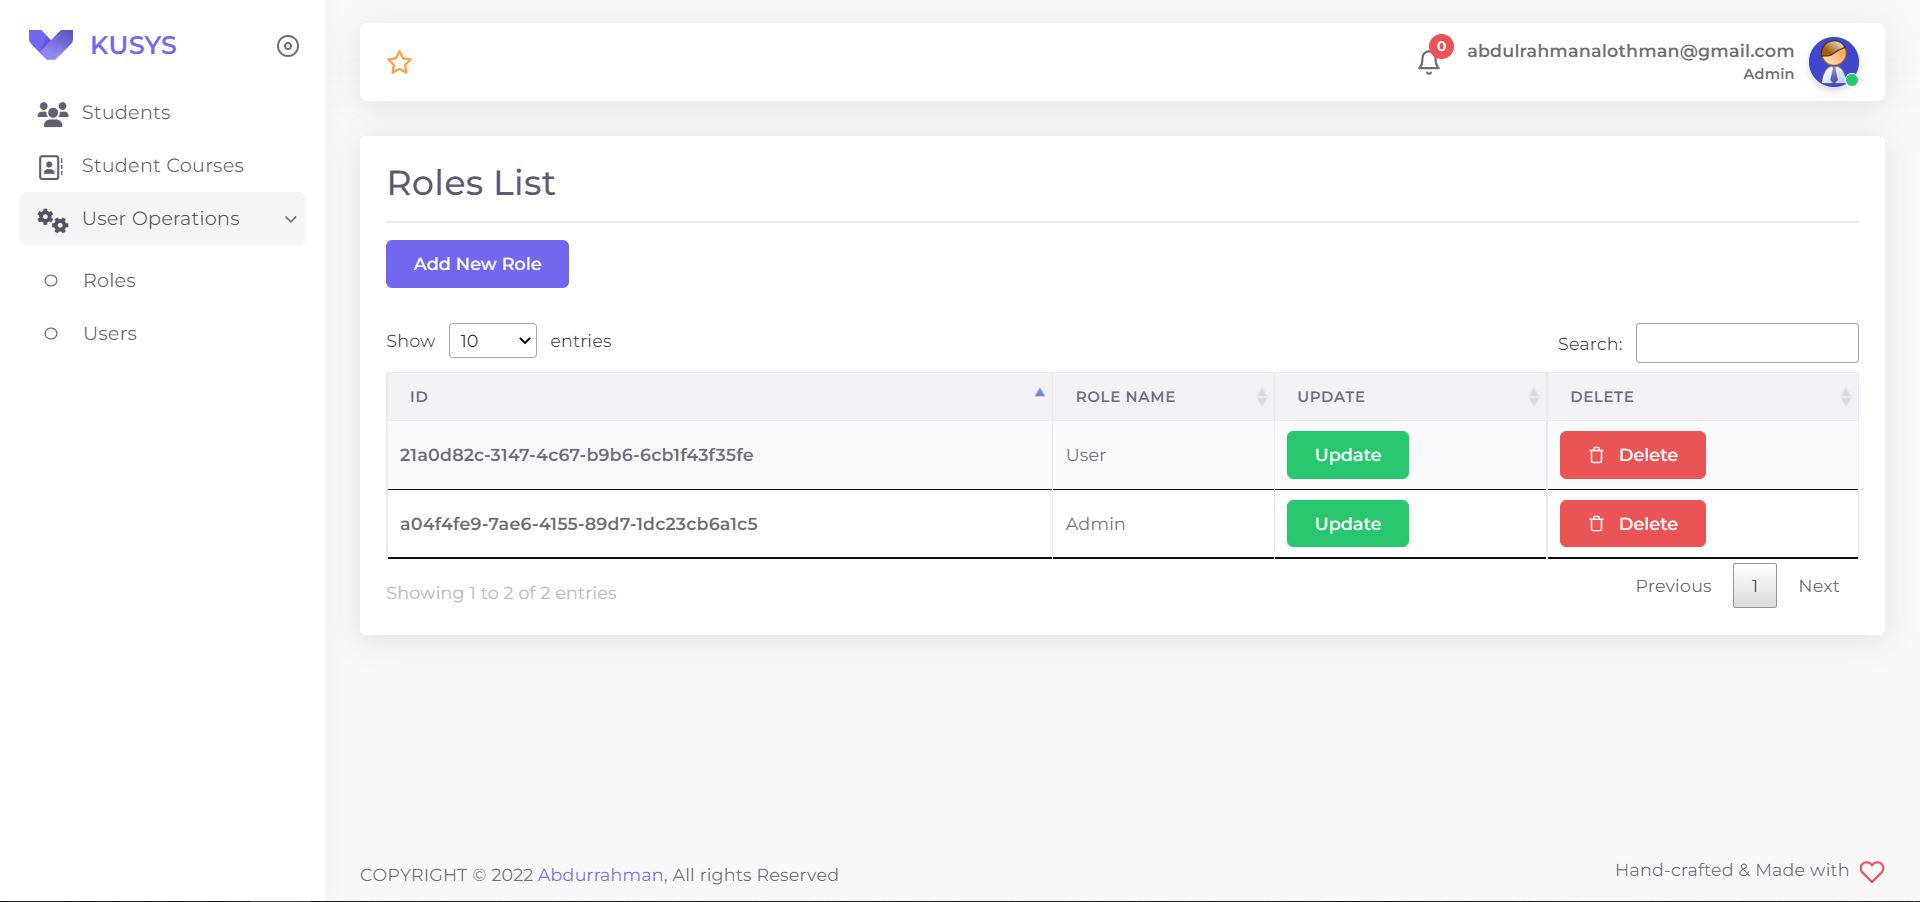 KUSYS
Students
Student Courses
User Operations
Roles
Users
0
abdulrahmanalothman@gmail.com
Admin
Roles List
Add New Role
Show 10 entries
Search:
ID ROLE NAME UPDATE DELETE
21a0d82c-3147-4c67-b9b6-6cb1f43f35fe User Update Delete
a04f4fe9-7ae6-4155-89d7-1dc23cb6a1c5 Admin Update Delete
Showing 1 to 2 of 2 entries
Previous 1 Next
COPYRIGHT © 2022 Abdurrahman, All rights Reserved
Hand-crafted & Made with